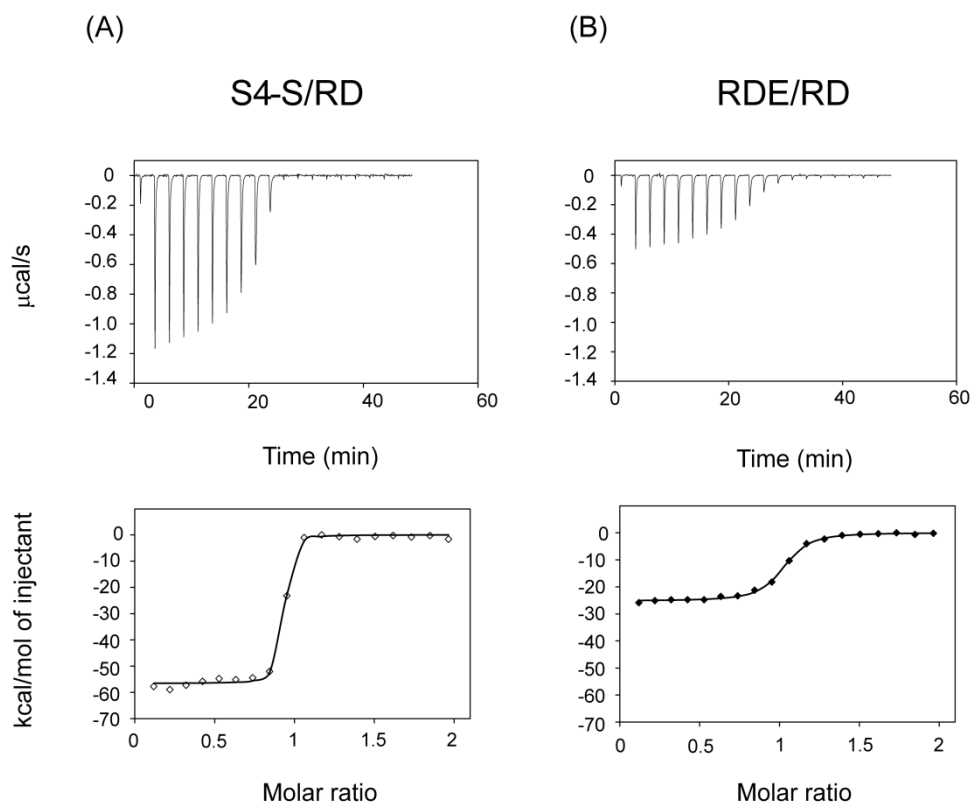 (A)
S4-S/RD
μcal/s
0
-0.2
-0.4
-0.6
-0.8
-1.0
-1.2
-1.4
0 20 40 60
Time (min)
kcal/mol of injectant
0
-10
-20
-30
-40
-50
-60
-70
0 0.5 1 1.5 2
Molar ratio
(B)
RDE/RD
0
-0.2
-0.4
-0.6
-0.8
-1.0
-1.2
-1.4
0 20 40 60
Time (min)
0
-10
-20
-30
-40
-50
-60
-70
0 0.5 1 1.5 2
Molar ratio